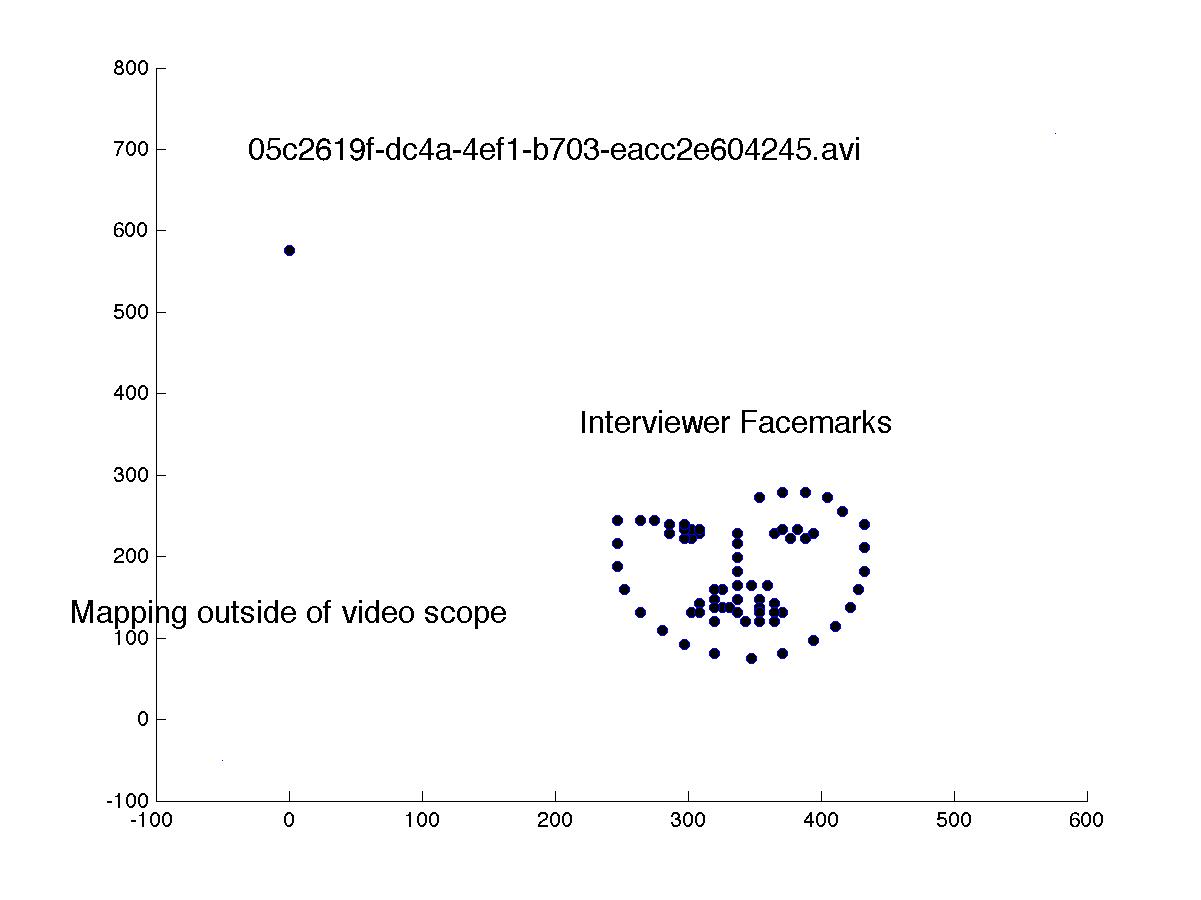 800
05c2619f-dc4a-4ef1-b703-eacc2e604245.avi
700
600
500
400
Interviewer Facemarks
300
200
Mapping outside of video scope
100
0
-100
-100 0 100 200 300 400 500 600